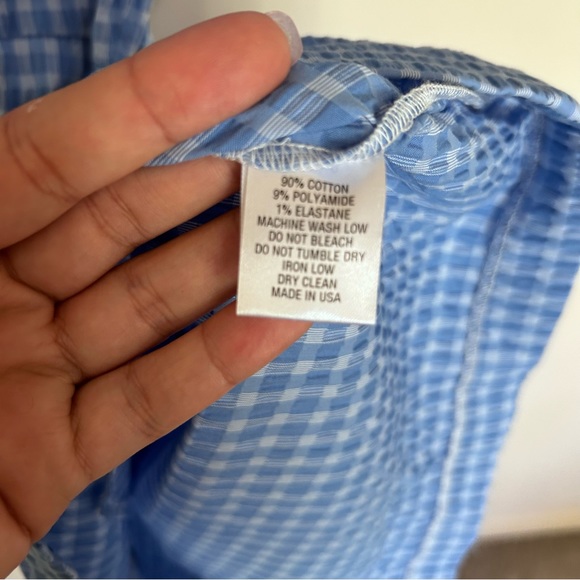 90% COTTON
9% POLYAMIDE
1% ELASTANE
MACHINE WASH LOW
DO NOT BLEACH
DO NOT TUMBLE DRY
IRON LOW
DRY CLEAN
MADE IN USA